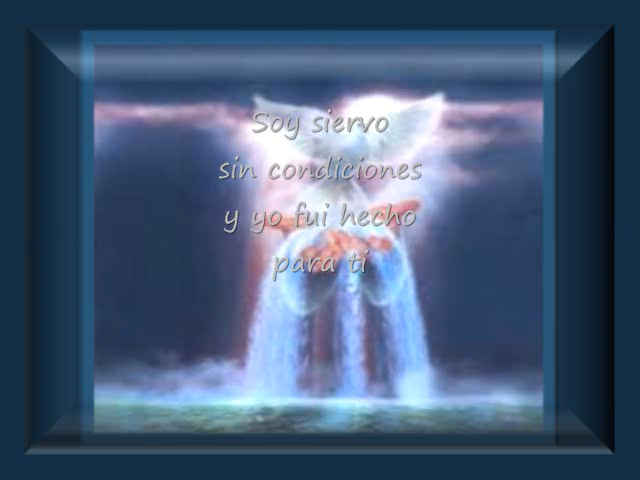 Soy siervo
sin condiciones
y yo fui hecho
para ti